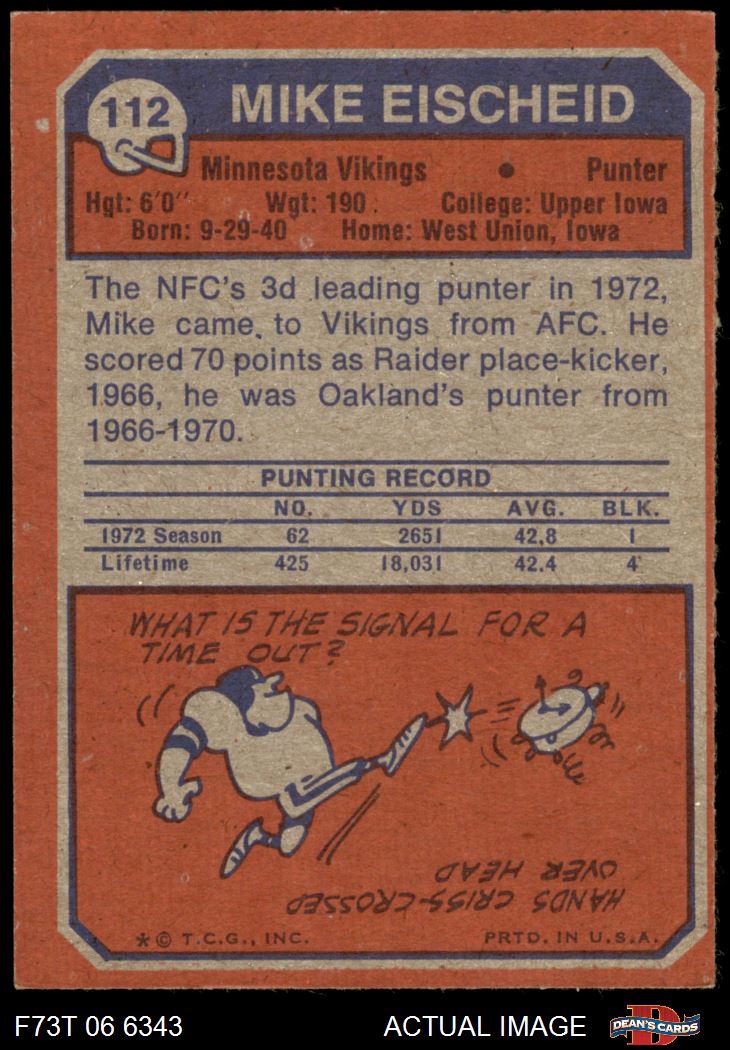 112
MIKE EISCHEID
Minnesota Vikings • Punter
Hgt: 6'0" Wgt: 190 College: Upper Iowa
Born: 9-29-40 Home: West Union, Iowa
The NFC's 3d leading punter in 1972,
Mike came to Vikings from AFC. He
scored 70 points as Raider place-kicker,
1966, he was Oakland's punter from
1966-1970.
PUNTING RECORD
NO. YDS AVG. BLK.
1972 Season 62 2651 42.8 1
Lifetime 425 18,031 42.4 4
WHAT IS THE SIGNAL FOR A
TIME OUT?
HANDS CRISS-CROSSED
OVER HEAD
*© T.C.G., INC. PRTD. IN U.S.A.
F73T 06 6343 ACTUAL IMAGE
DEAN'S CARDS